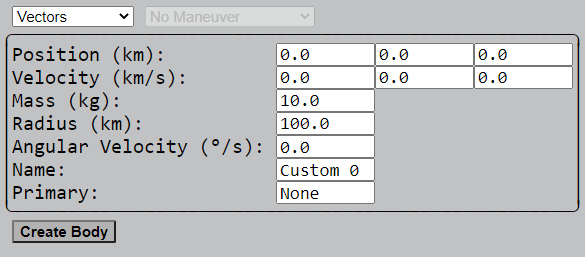 Vectors No Maneuver
Position (km): 0.0 0.0 0.0
Velocity (km/s): 0.0 0.0 0.0
Mass (kg): 10.0
Radius (km): 100.0
Angular Velocity (º/s): 0.0
Name: Custom 0
Primary: None
Create Body